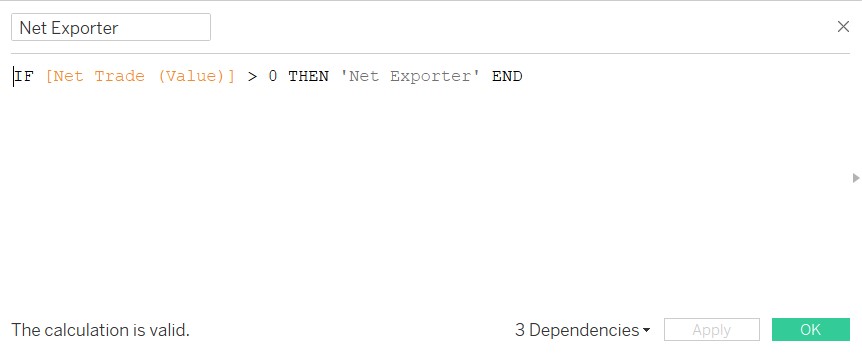 Net Exporter
IF [Net Trade (Value)] > 0 THEN 'Net Exporter' END
The calculation is valid.
3 Dependencies
Apply
OK